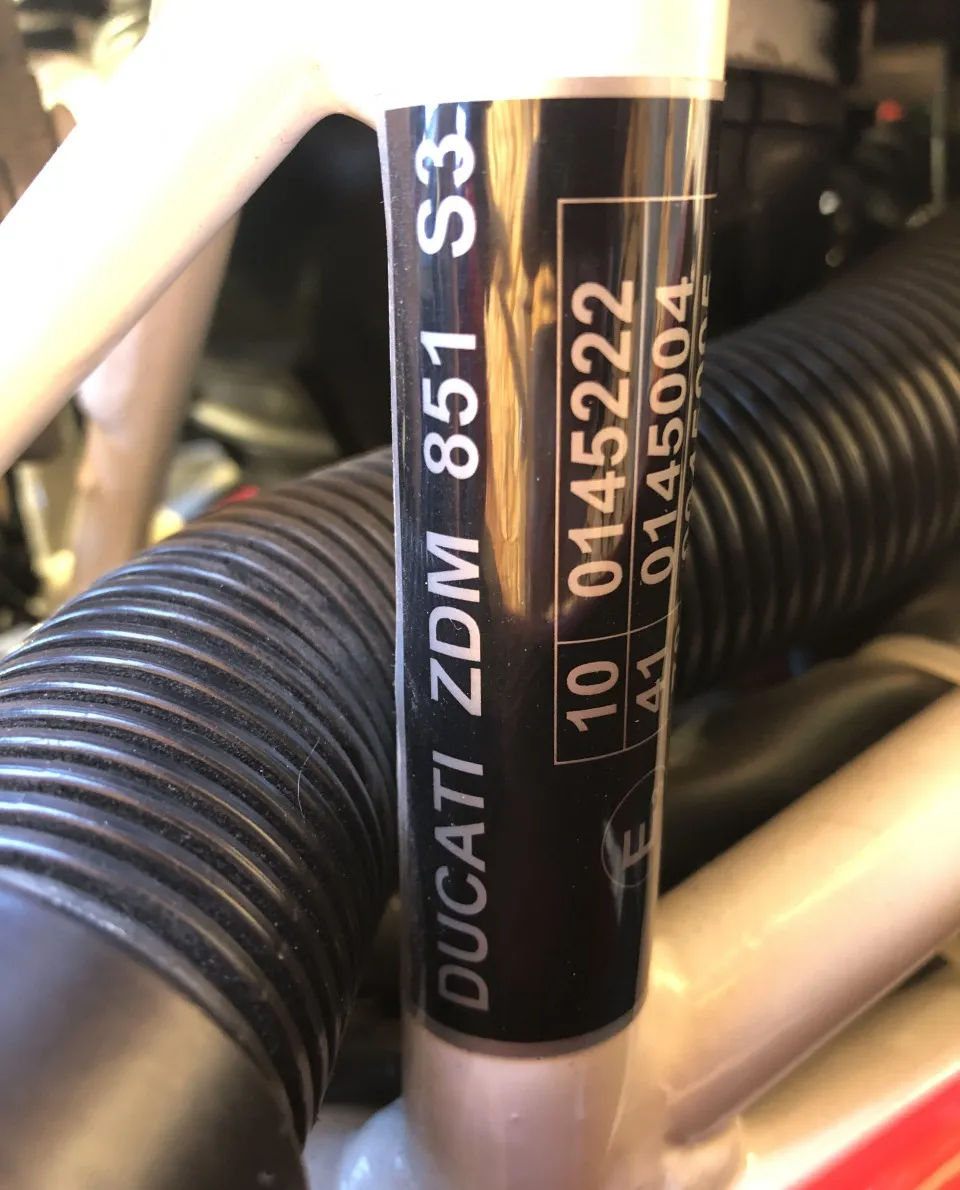 DUCATI ZDM 851 S3
10 0145222
41 0145004
E